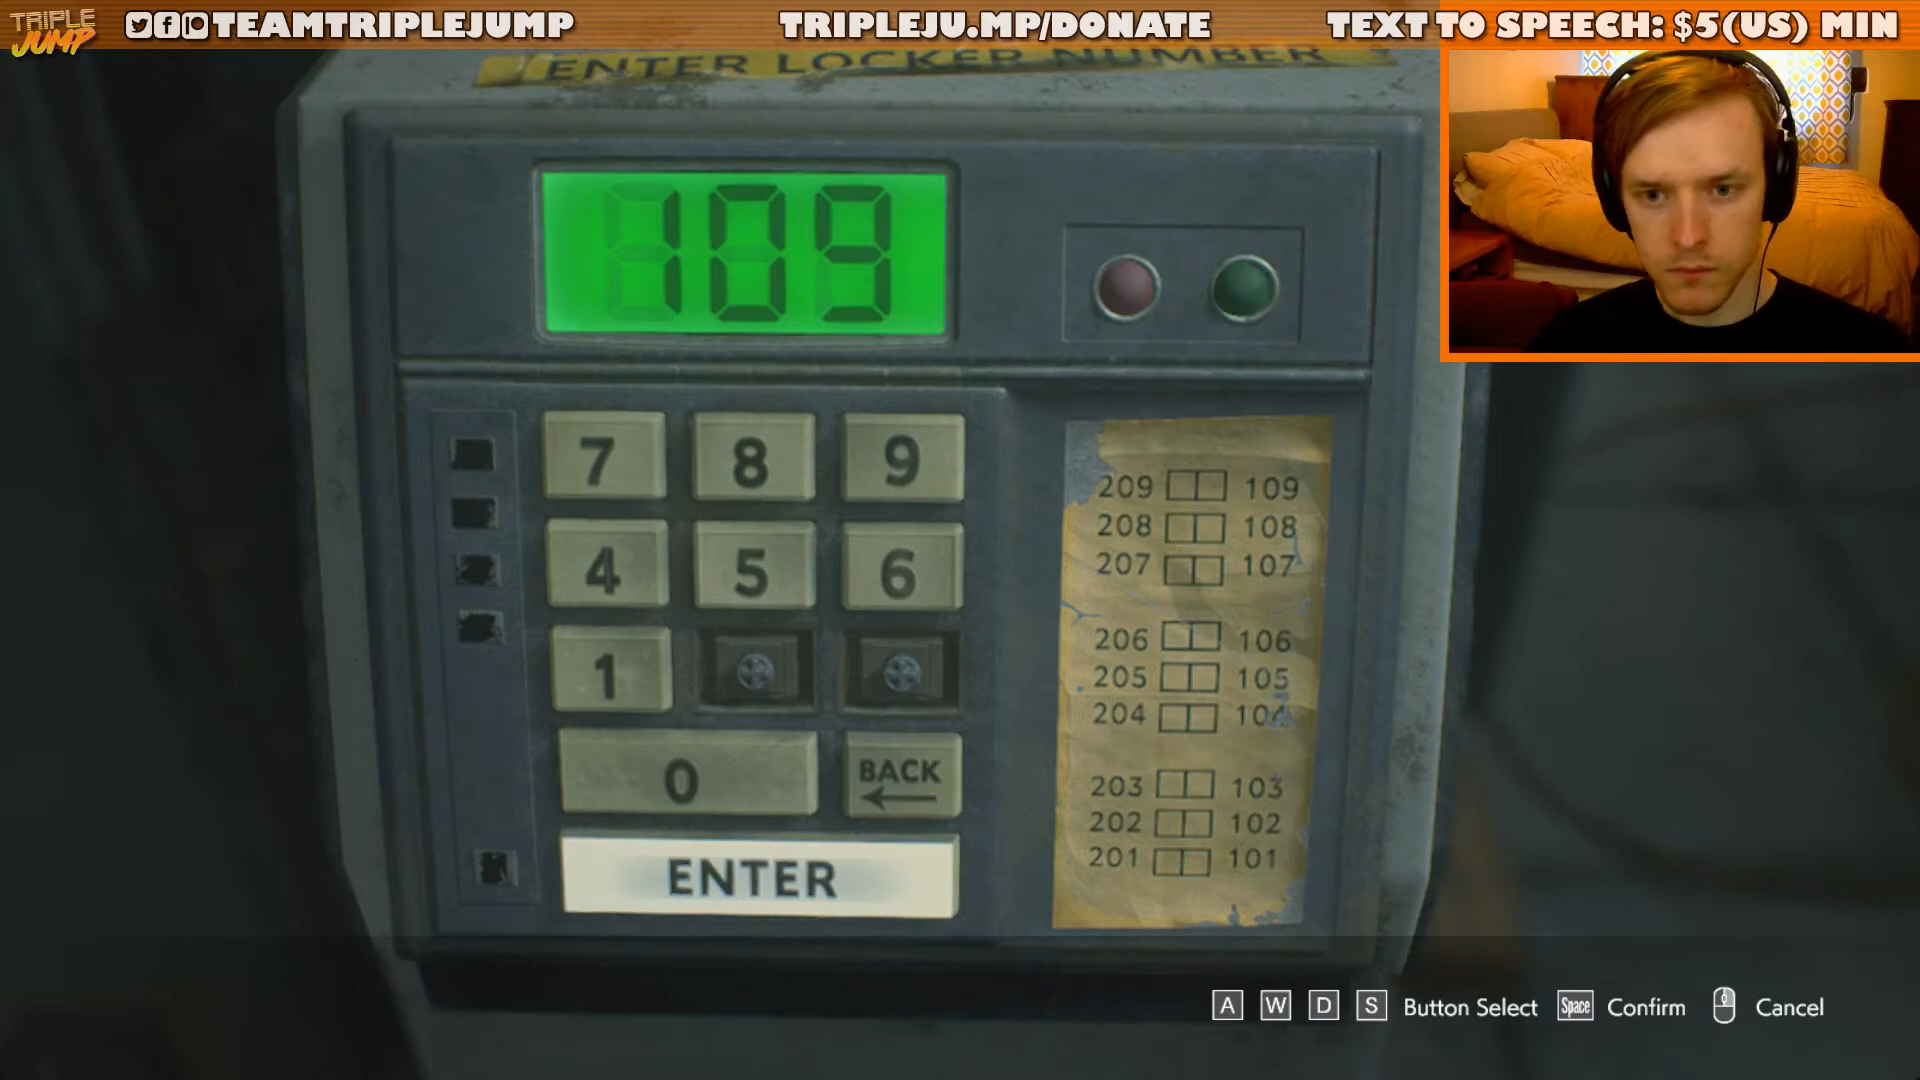 TRIPLE
JUMP
TEAMTRIPLEJUMP
TRIPLEJU.MP/DONATE
TEXT TO SPEECH: $5(US) MIN
ENTER LOCKER NUMBER
109
7 8 9
4 5 6
1
0 BACK
ENTER
209 109
208 108
207 107
206 106
205 105
204 104
203 103
202 102
201 101
A W D S Button Select Space Confirm Cancel